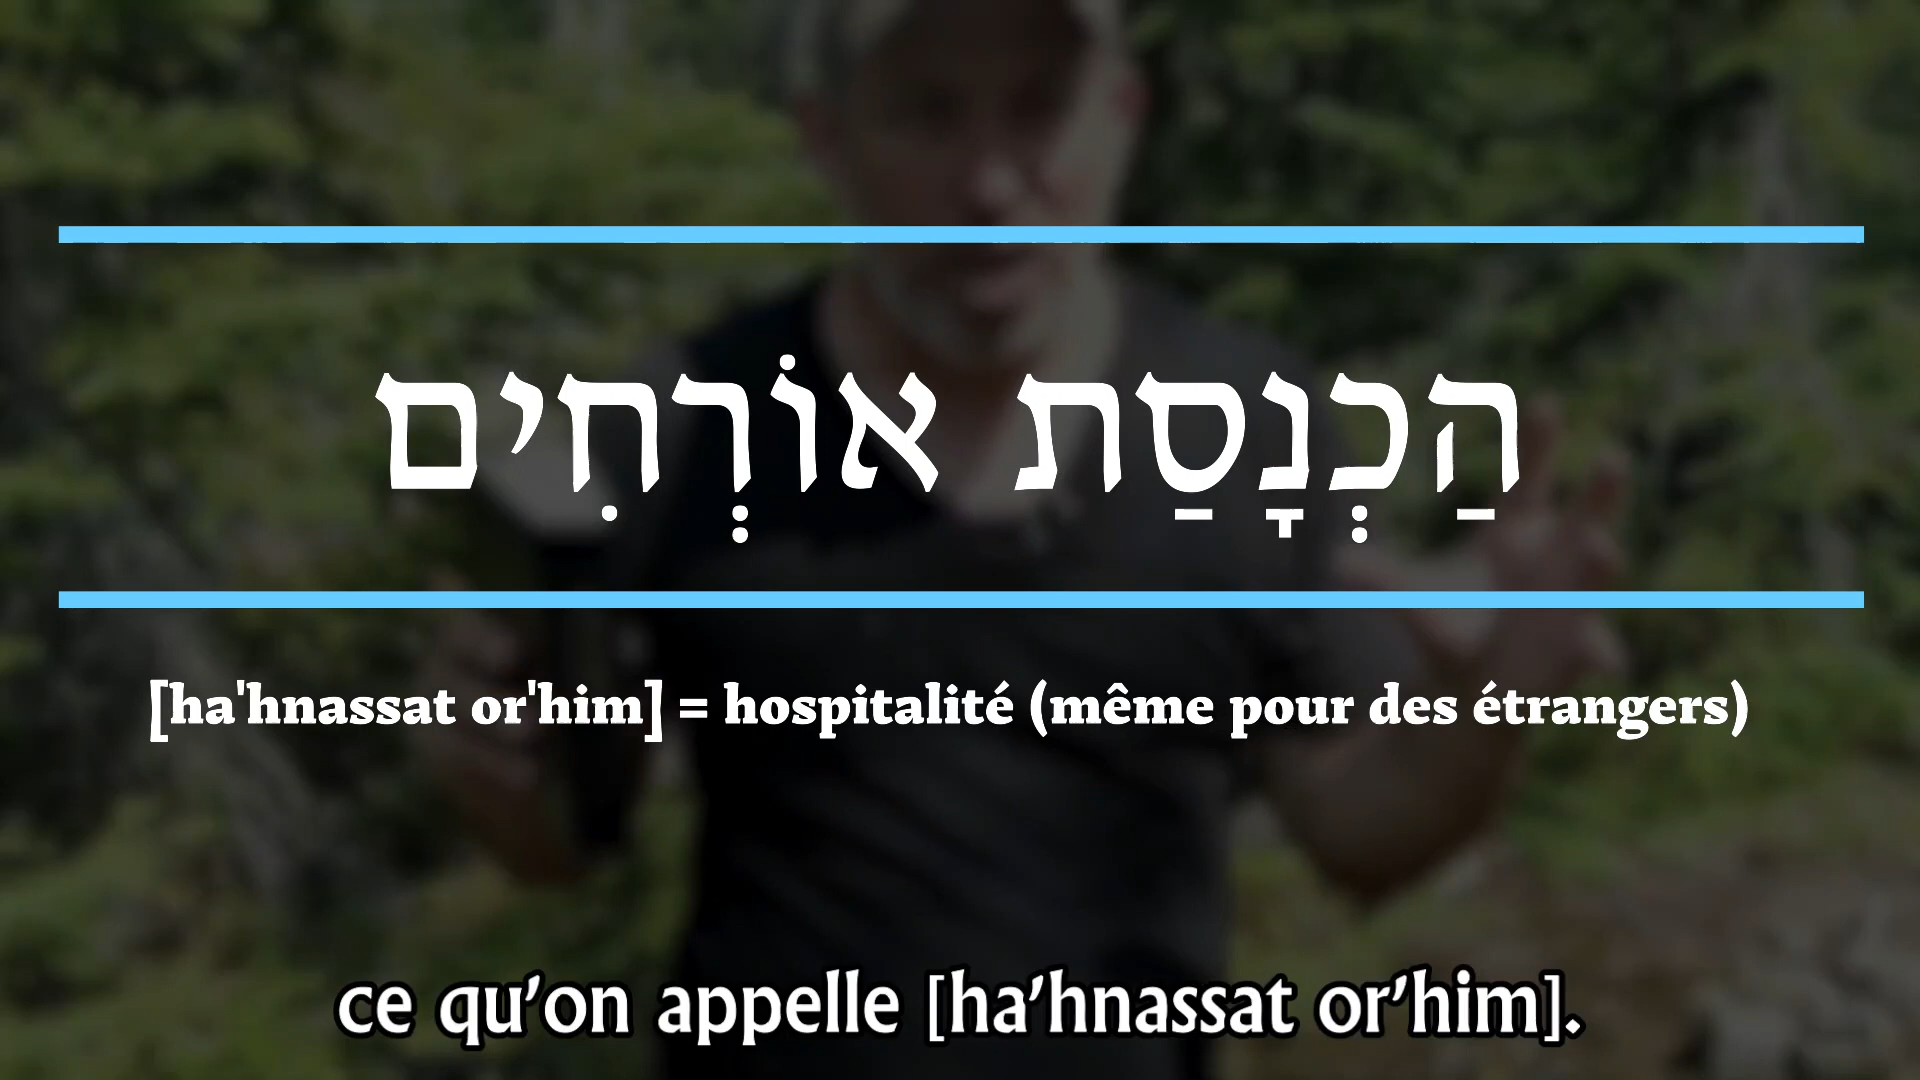 הַכְנָסַת אוֹרְחִים
[ha'hnassat or'him] = hospitalité (même pour des étrangers)
ce qu’on appelle [ha’hnassat or’him].